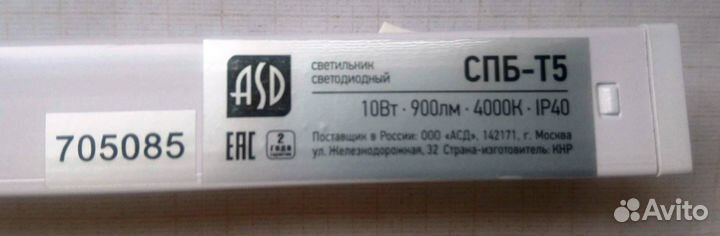 ASD
светильник
светодиодный
СПБ-Т5
10Вт · 900лм · 4000К · IP40
ЕАС
2
года
гарантии
Поставщик в России: ООО «АСД», 142171, г. Москва
ул. Железнодорожная, 32 Страна-изготовитель: КНР
705085
Avito